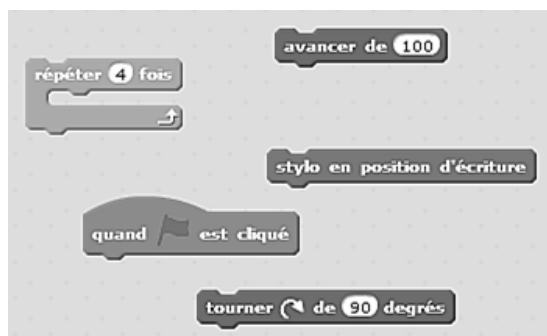 avancer de 100
répéter 4 fois
stylo en position d'écriture
quand est cliqué
tourner de 90 degrés